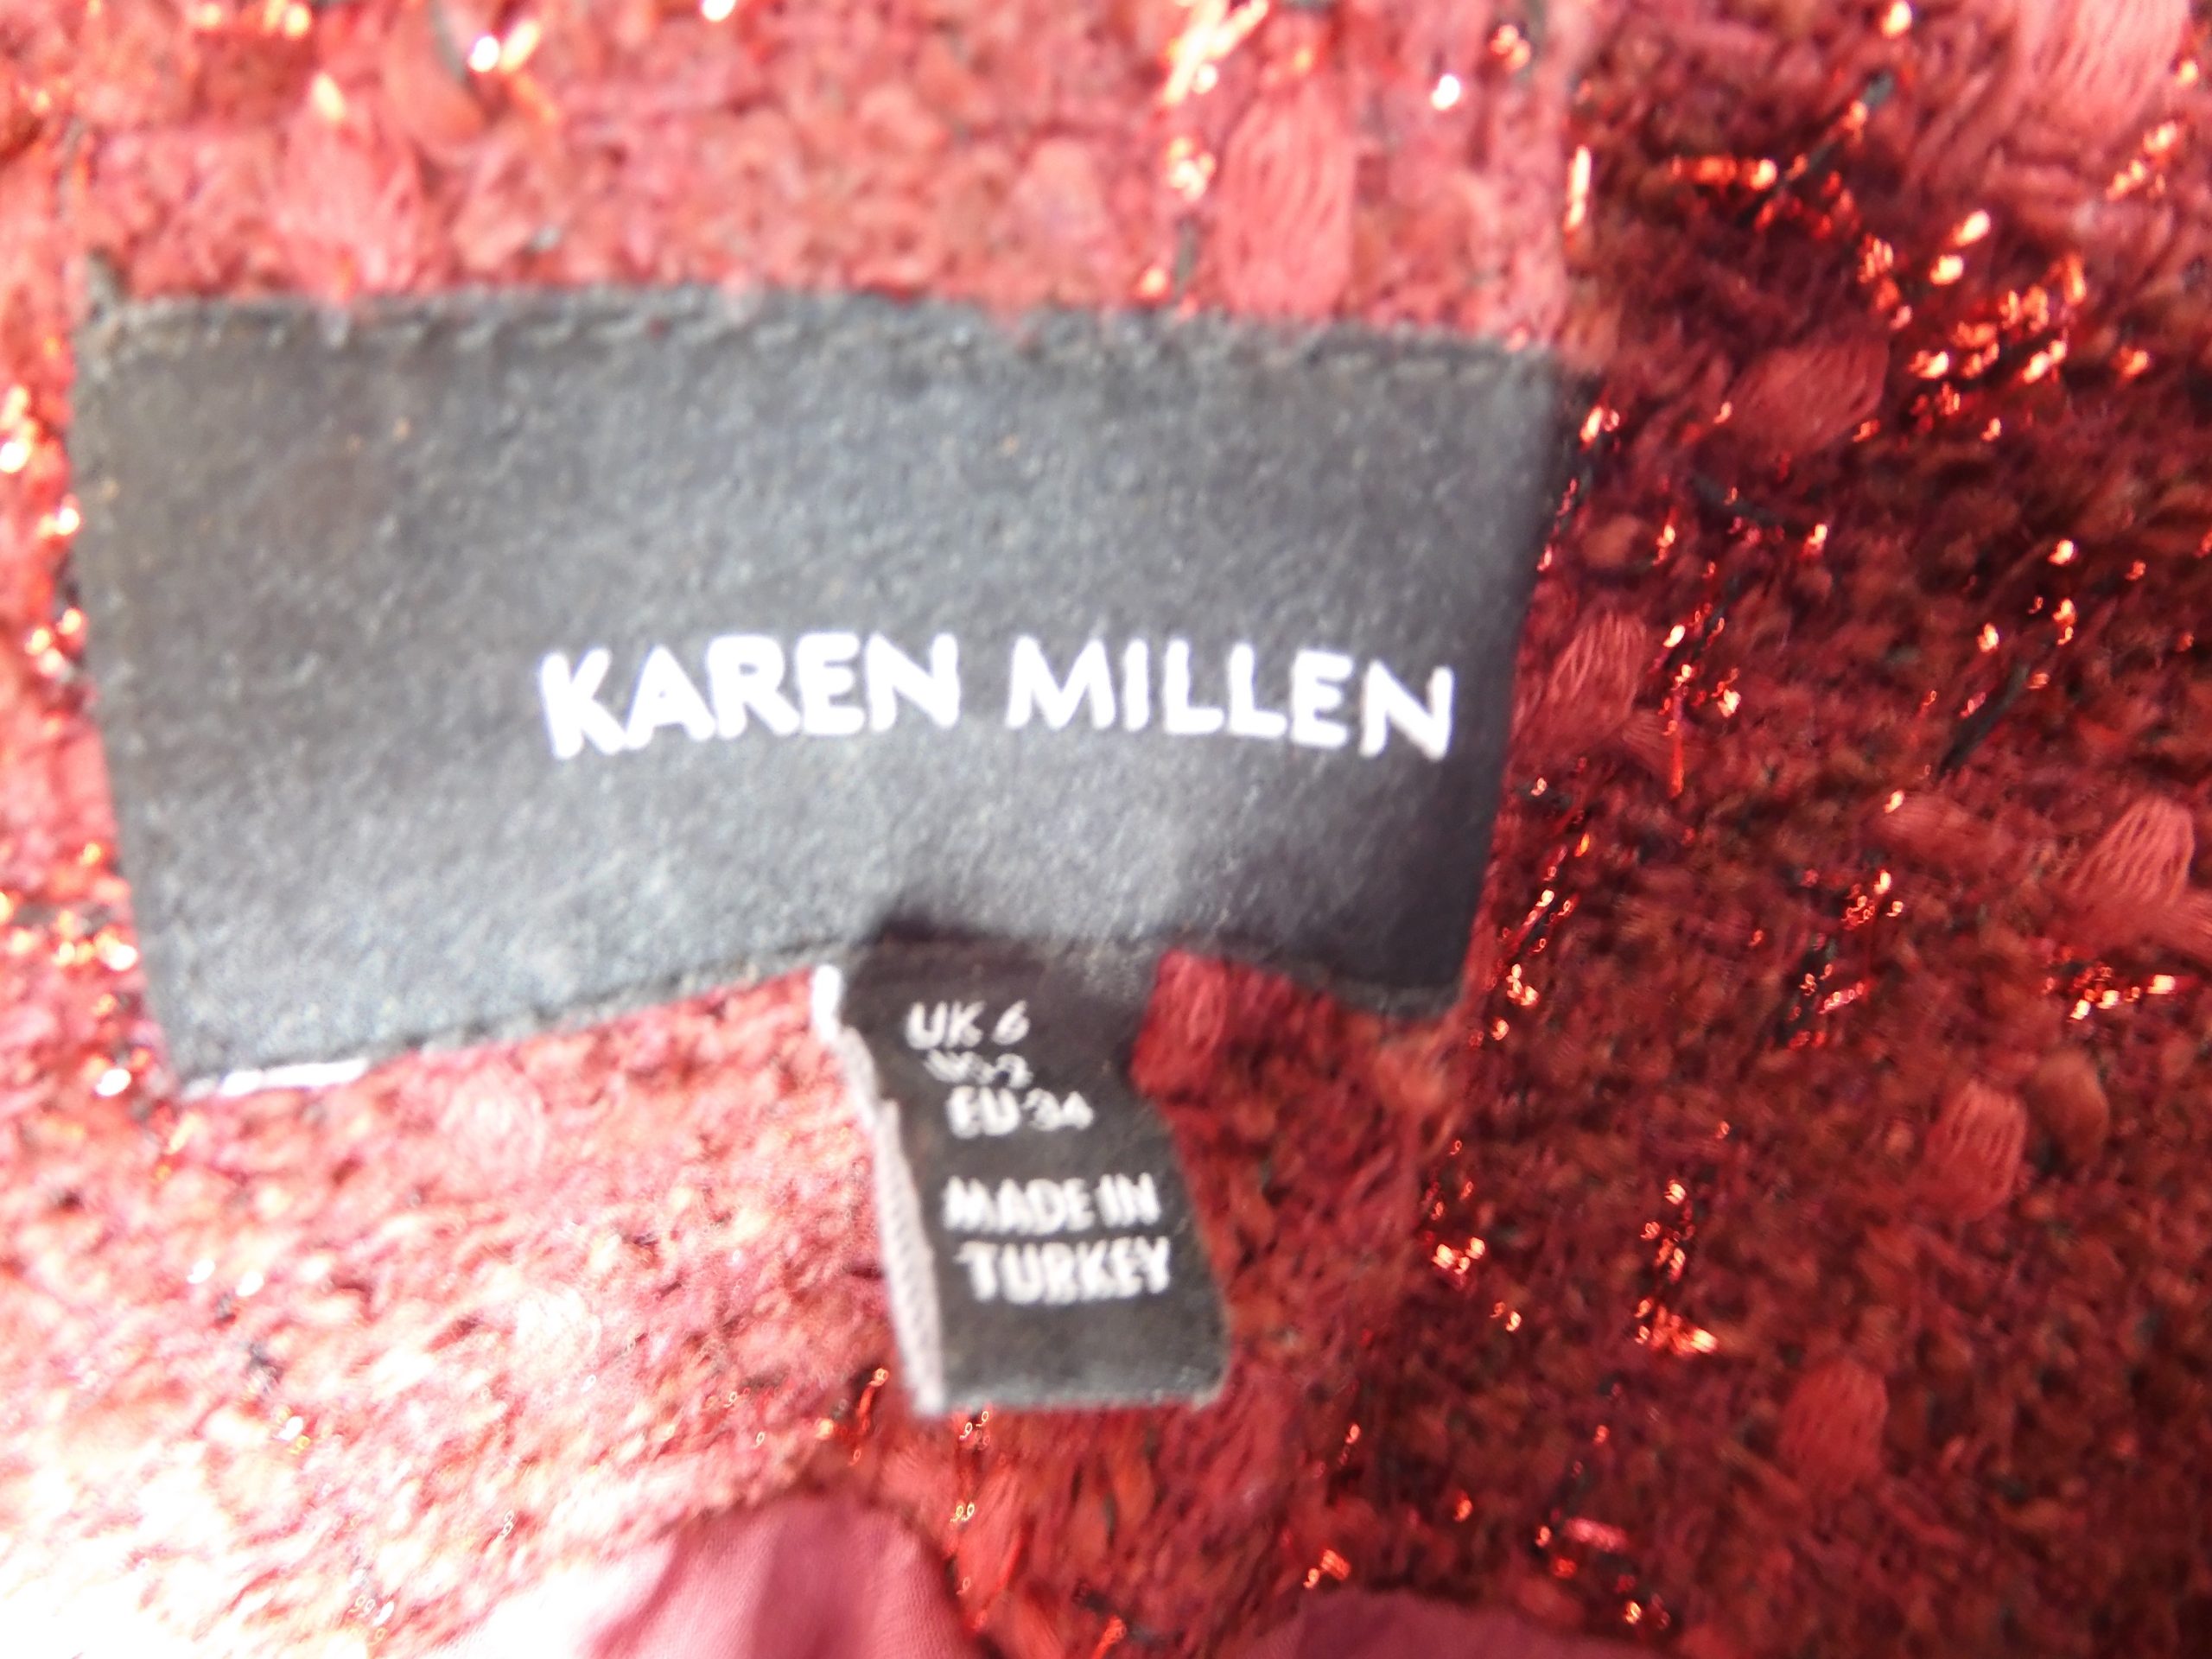 KAREN MILLEN
UK 6
EU 34
MADE IN
TURKEY